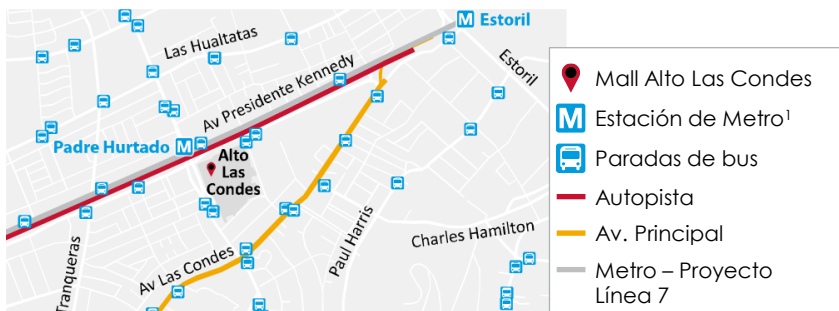 M Estoril
Las Hualtatas
Estoril
Av Presidente Kennedy
Padre Hurtado M
Alto
Las
Condes
Paul Harris
Charles Hamilton
Av Las Condes
Tranqueras
Mall Alto Las Condes
M Estación de Metro¹
Paradas de bus
Autopista
Av. Principal
Metro – Proyecto
Línea 7